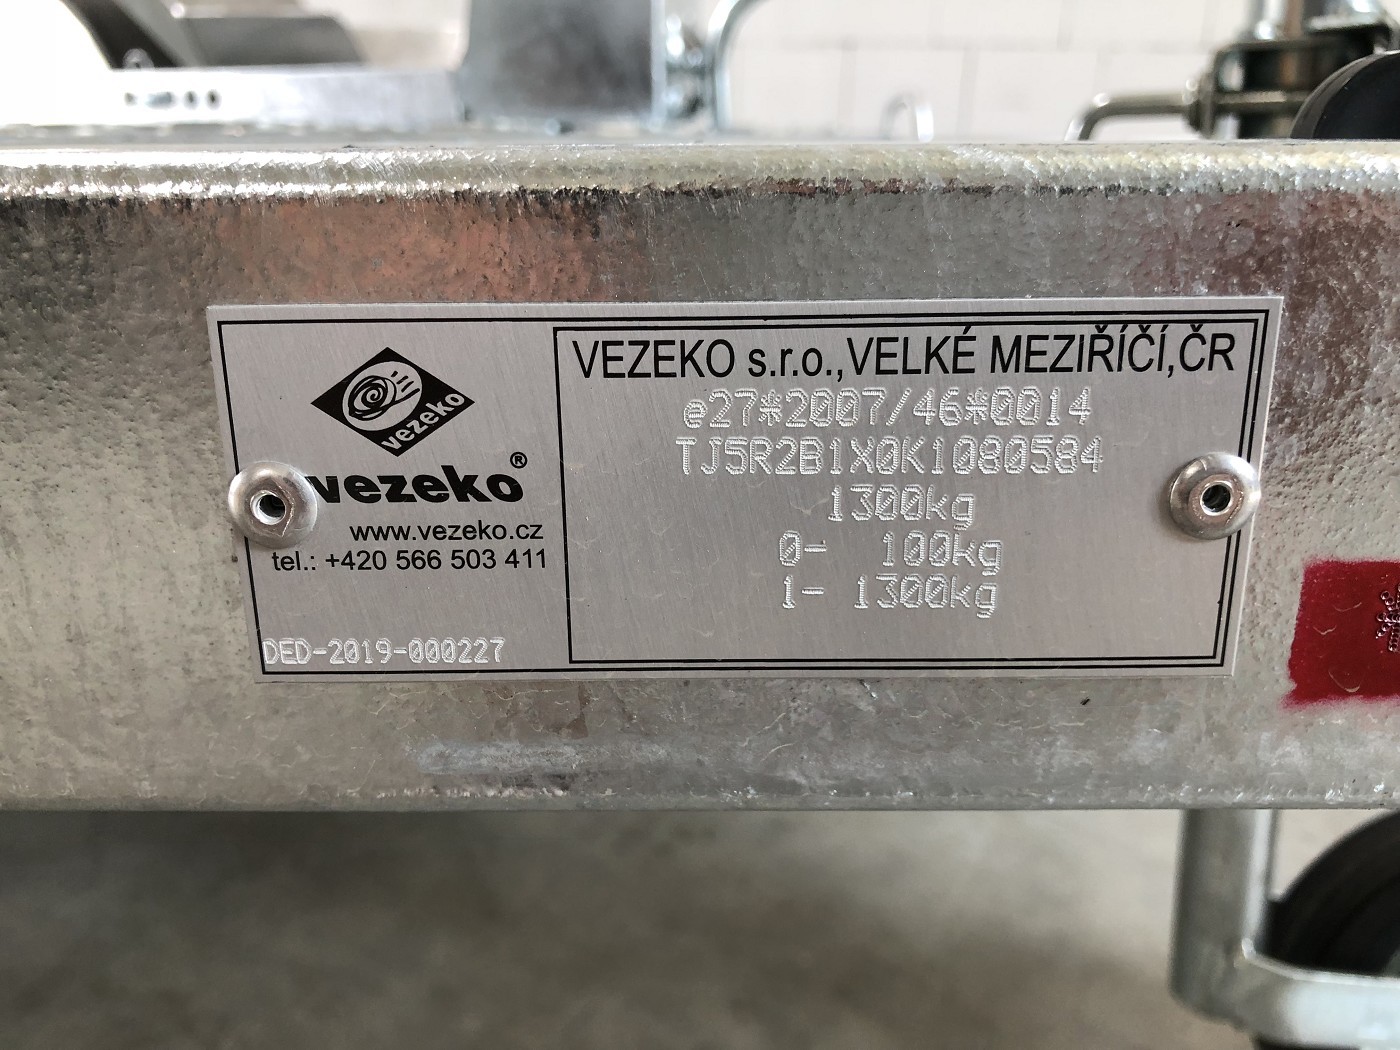 vezeko
vezeko®
www.vezeko.cz
tel.: +420 566 503 411
DED-2019-000227
VEZEKO s.r.o.,VELKÉ MEZIŘÍČÍ,ČR
e27*2007/46*0014
TJ5R2B1X0K1080584
1300kg
0- 100kg
1- 1300kg